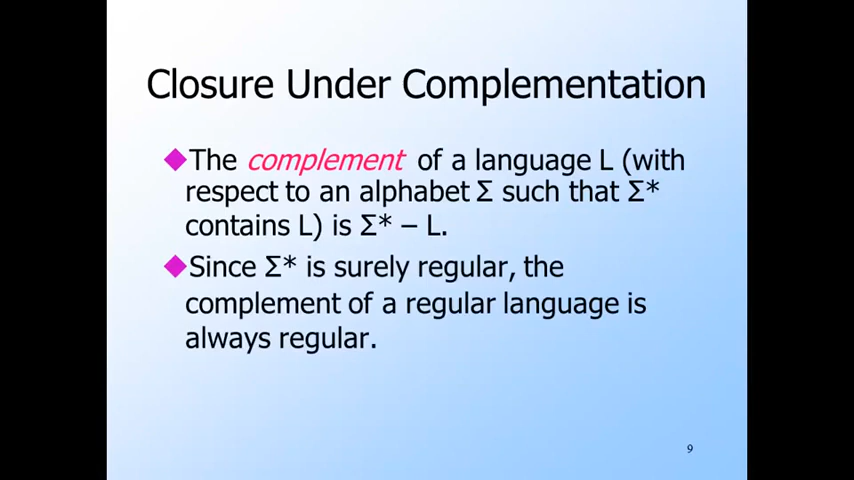 Closure Under Complementation
◆The complement of a language L (with
respect to an alphabet Σ such that Σ*
contains L) is Σ* – L.
◆Since Σ* is surely regular, the
complement of a regular language is
always regular.
9